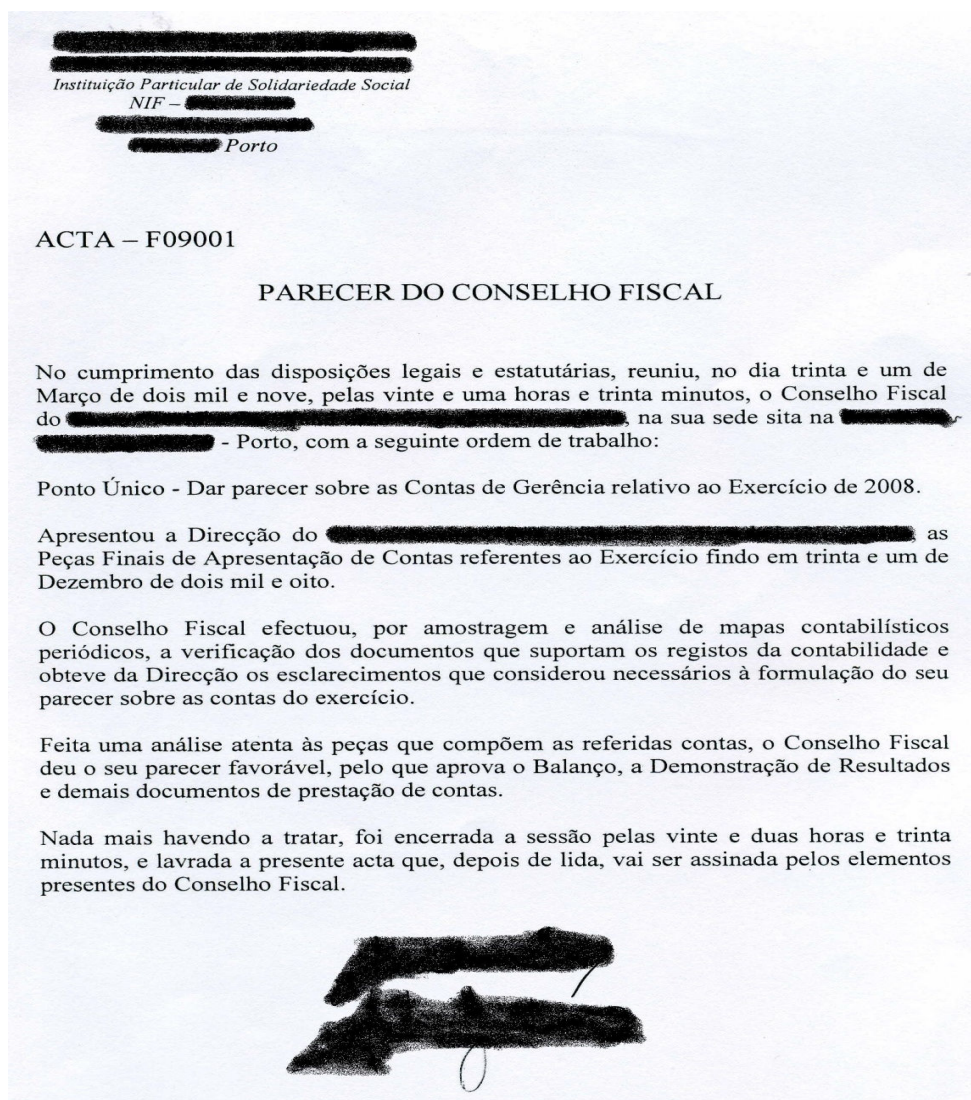 Instituição Particular de Solidariedade Social
NIF –
Porto
ACTA – F09001
PARECER DO CONSELHO FISCAL
No cumprimento das disposições legais e estatutárias, reuniu, no dia trinta e um de
Março de dois mil e nove, pelas vinte e uma horas e trinta minutos, o Conselho Fiscal
do , na sua sede sita na
- Porto, com a seguinte ordem de trabalho:
Ponto Único - Dar parecer sobre as Contas de Gerência relativo ao Exercício de 2008.
Apresentou a Direcção do as
Peças Finais de Apresentação de Contas referentes ao Exercício findo em trinta e um de
Dezembro de dois mil e oito.
O Conselho Fiscal efectuou, por amostragem e análise de mapas contabilísticos
periódicos, a verificação dos documentos que suportam os registos da contabilidade e
obteve da Direcção os esclarecimentos que considerou necessários à formulação do seu
parecer sobre as contas do exercício.
Feita uma análise atenta às peças que compõem as referidas contas, o Conselho Fiscal
deu o seu parecer favorável, pelo que aprova o Balanço, a Demonstração de Resultados
e demais documentos de prestação de contas.
Nada mais havendo a tratar, foi encerrada a sessão pelas vinte e duas horas e trinta
minutos, e lavrada a presente acta que, depois de lida, vai ser assinada pelos elementos
presentes do Conselho Fiscal.